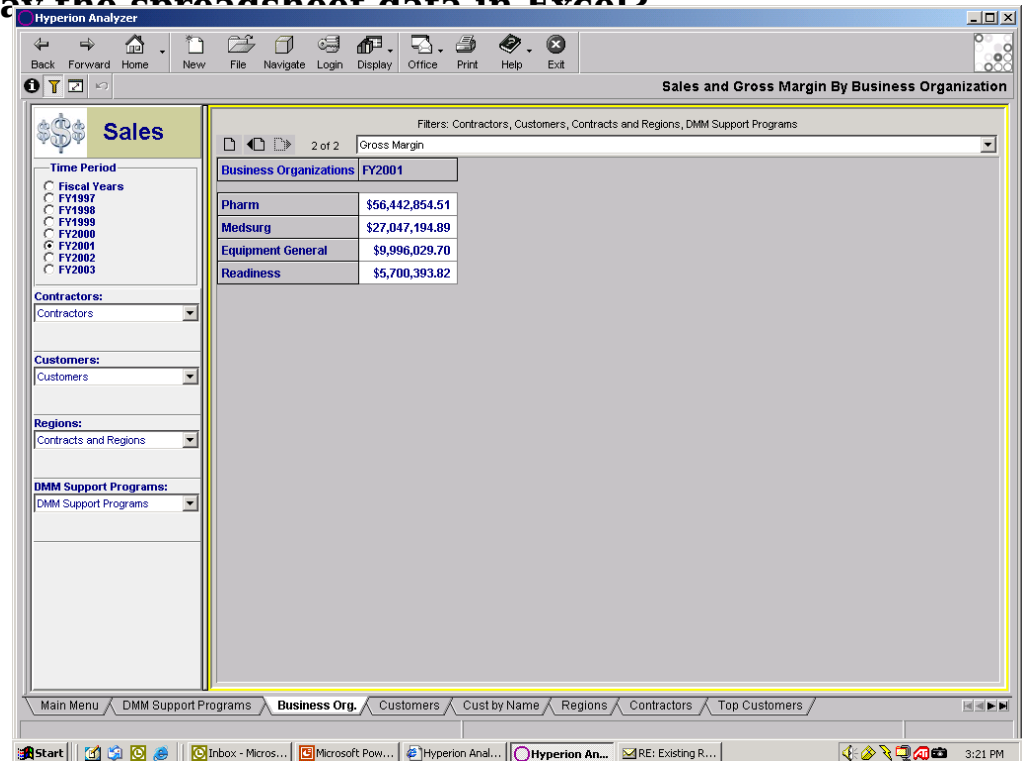 ay the spreadsheet data in Excel?
Hyperion Analyzer
Back Forward Home New File Navigate Login Display Office Print Help Exit
Sales and Gross Margin By Business Organization
Sales
Filters: Contractors, Customers, Contracts and Regions, DMM Support Programs
2 of 2 Gross Margin
Time Period
Fiscal Years
FY1997
FY1998
FY1999
FY2000
FY2001
FY2002
FY2003
Business Organizations FY2001
Pharm $56,442,854.51
Medsurg $27,047,194.89
Equipment General $9,996,029.70
Readiness $5,700,393.82
Contractors:
Contractors
Customers:
Customers
Regions:
Contracts and Regions
DMM Support Programs:
DMM Support Programs
Main Menu DMM Support Programs Business Org. Customers Cust by Name Regions Contractors Top Customers
Start Inbox - Micros... Microsoft Pow... Hyperion Anal... Hyperion An... RE: Existing R... 3:21 PM